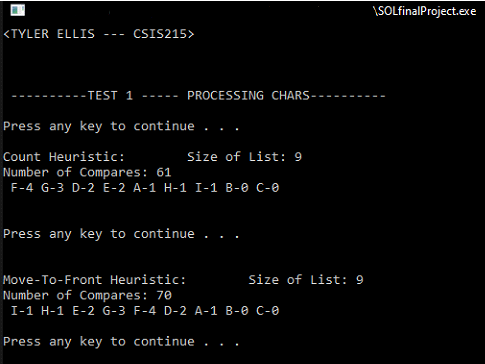 \SOLfinalProject.exe
<TYLER ELLIS --- CSIS215>
----------TEST 1 ----- PROCESSING CHARS----------
Press any key to continue . . .
Count Heuristic:        Size of List: 9
Number of Compares: 61
F-4 G-3 D-2 E-2 A-1 H-1 I-1 B-0 C-0
Press any key to continue . . .
Move-To-Front Heuristic:        Size of List: 9
Number of Compares: 70
I-1 H-1 E-2 G-3 F-4 D-2 A-1 B-0 C-0
Press any key to continue . . .